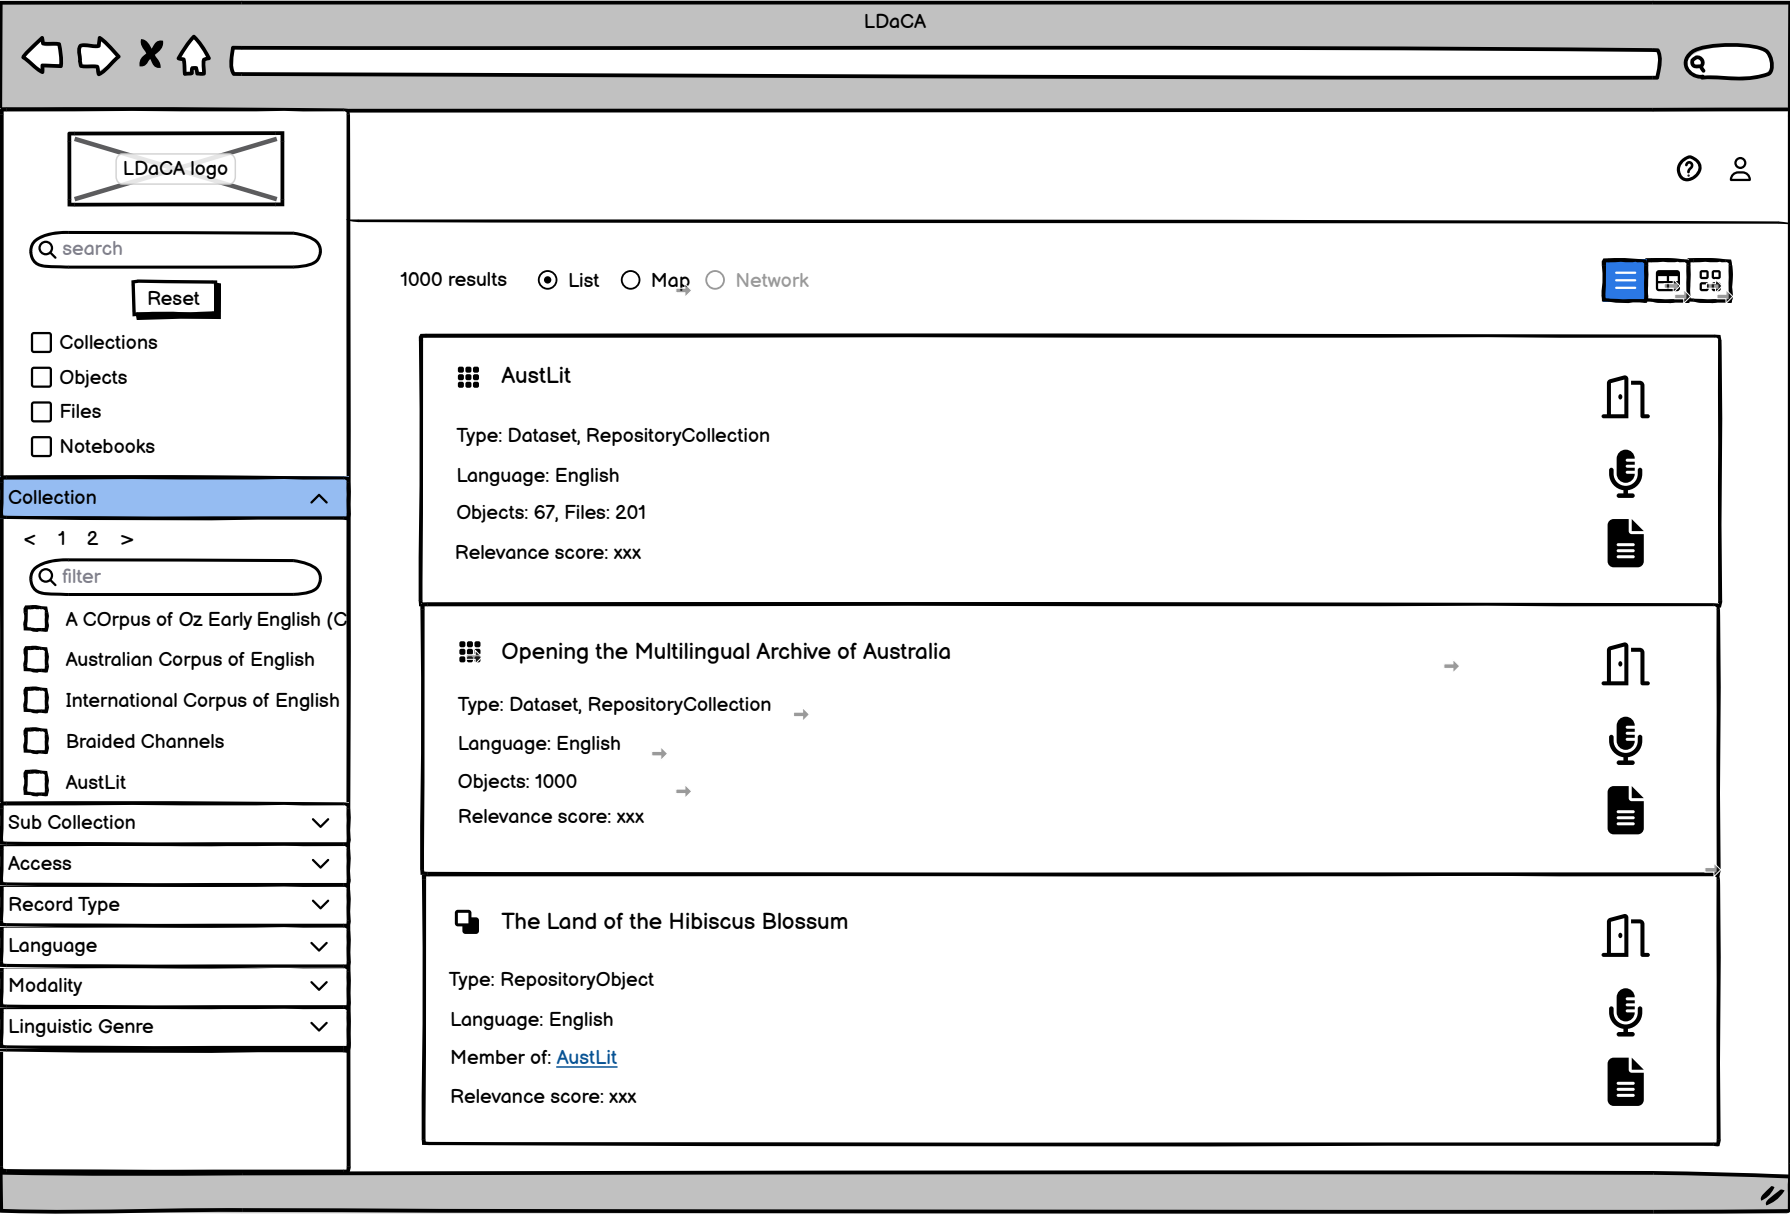 LDaCA
LDaCA logo
search
Reset
Collections
Objects
Files
Notebooks
Collection
< 1 2 >
filter
A COrpus of Oz Early English (C
Australian Corpus of English
International Corpus of English
Braided Channels
AustLit
Sub Collection
Access
Record Type
Language
Modality
Linguistic Genre
1000 results
List
Map
Network
AustLit
Type: Dataset, RepositoryCollection
Language: English
Objects: 67, Files: 201
Relevance score: xxx
Opening the Multilingual Archive of Australia
Type: Dataset, RepositoryCollection
Language: English
Objects: 1000
Relevance score: xxx
The Land of the Hibiscus Blossum
Type: RepositoryObject
Language: English
Member of: AustLit
Relevance score: xxx